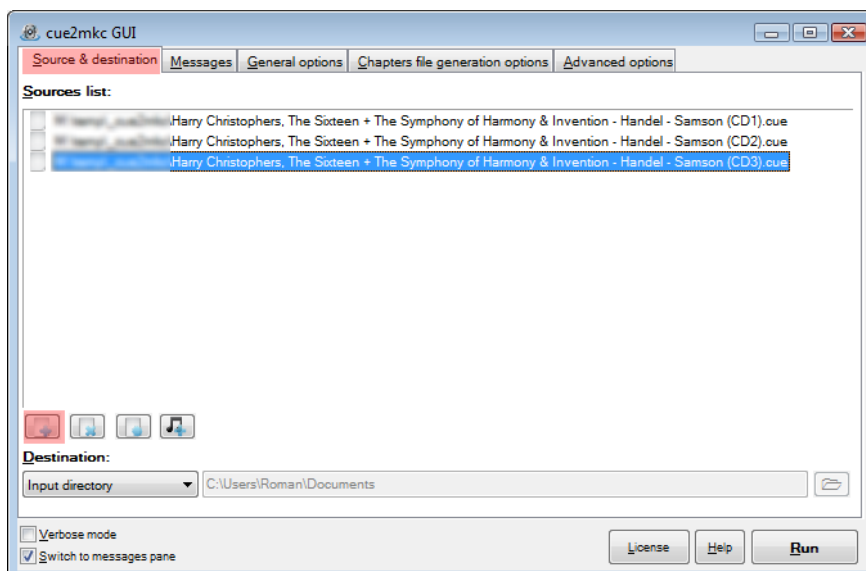 cue2mkc GUI
Source & destination Messages General options Chapters file generation options Advanced options
Sources list:
\Harry Christophers, The Sixteen + The Symphony of Harmony & Invention - Handel - Samson (CD1).cue
\Harry Christophers, The Sixteen + The Symphony of Harmony & Invention - Handel - Samson (CD2).cue
\Harry Christophers, The Sixteen + The Symphony of Harmony & Invention - Handel - Samson (CD3).cue
Destination:
Input directory C:\Users\Roman\Documents
Verbose mode
Switch to messages pane
License Help Run